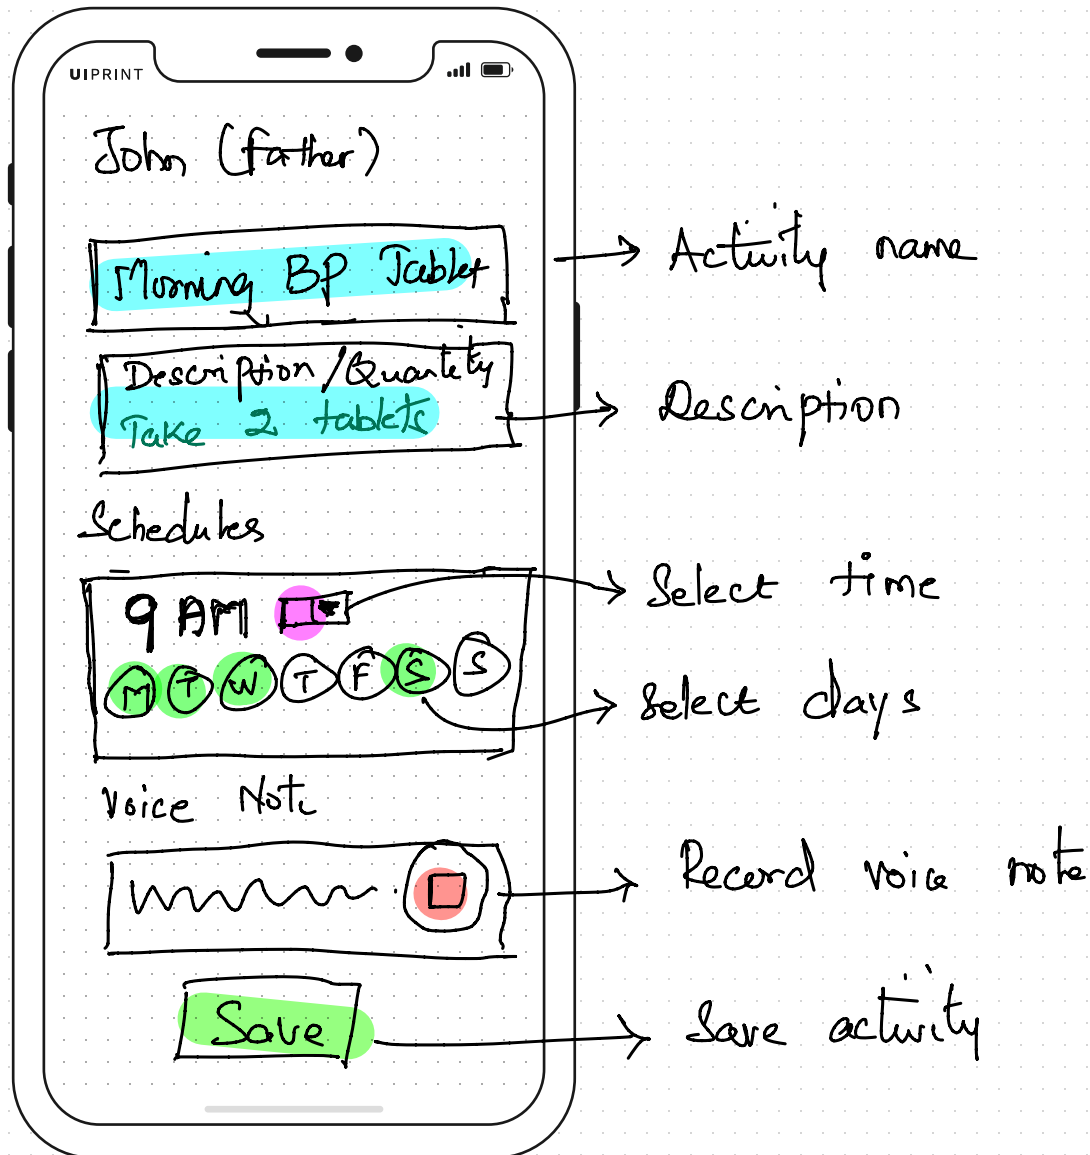 UIPRINT
John (father)
Morning BP Tablet
Activity name
Description/Quantity
Take 2 tablets
Description
Schedules
9 AM
Select time
M T W T F S S
Select days
Voice Note
Record voice note
Save
Save activity